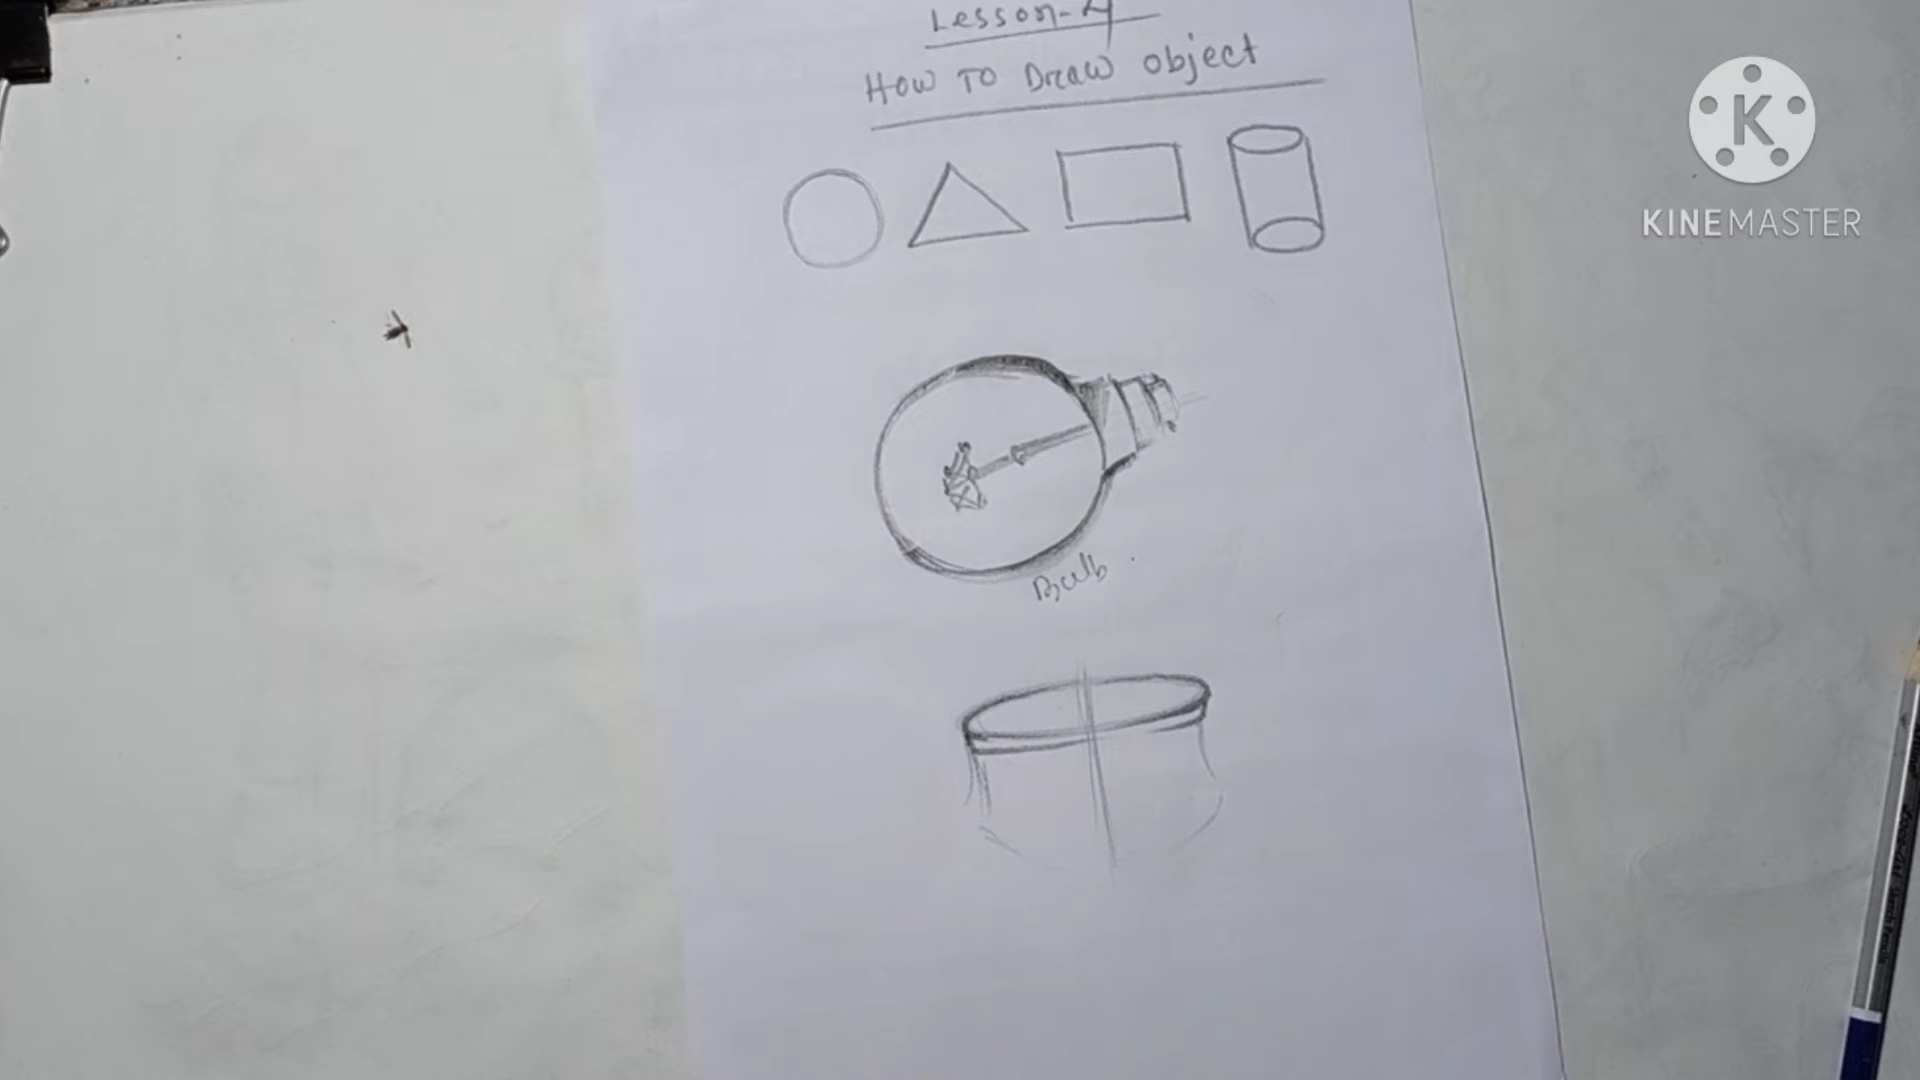 Lesson-4
How To Draw object
Bulb
K
KINEMASTER